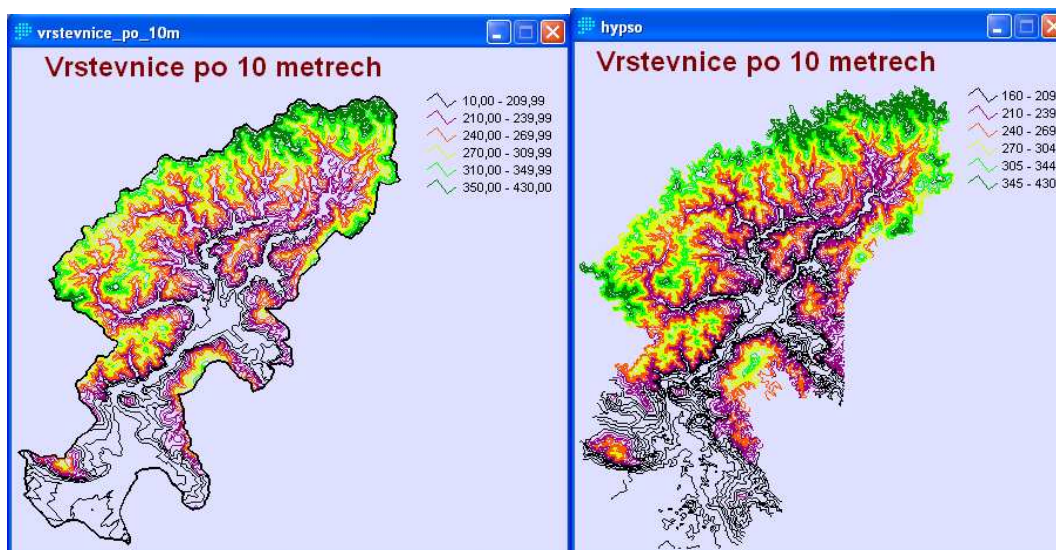 vrstevnice_po_10m
Vrstevnice po 10 metrech
10,00 - 209,99
210,00 - 239,99
240,00 - 269,99
270,00 - 309,99
310,00 - 349,99
350,00 - 430,00
hypso
Vrstevnice po 10 metrech
160 - 209
210 - 239
240 - 269
270 - 304
305 - 344
345 - 430